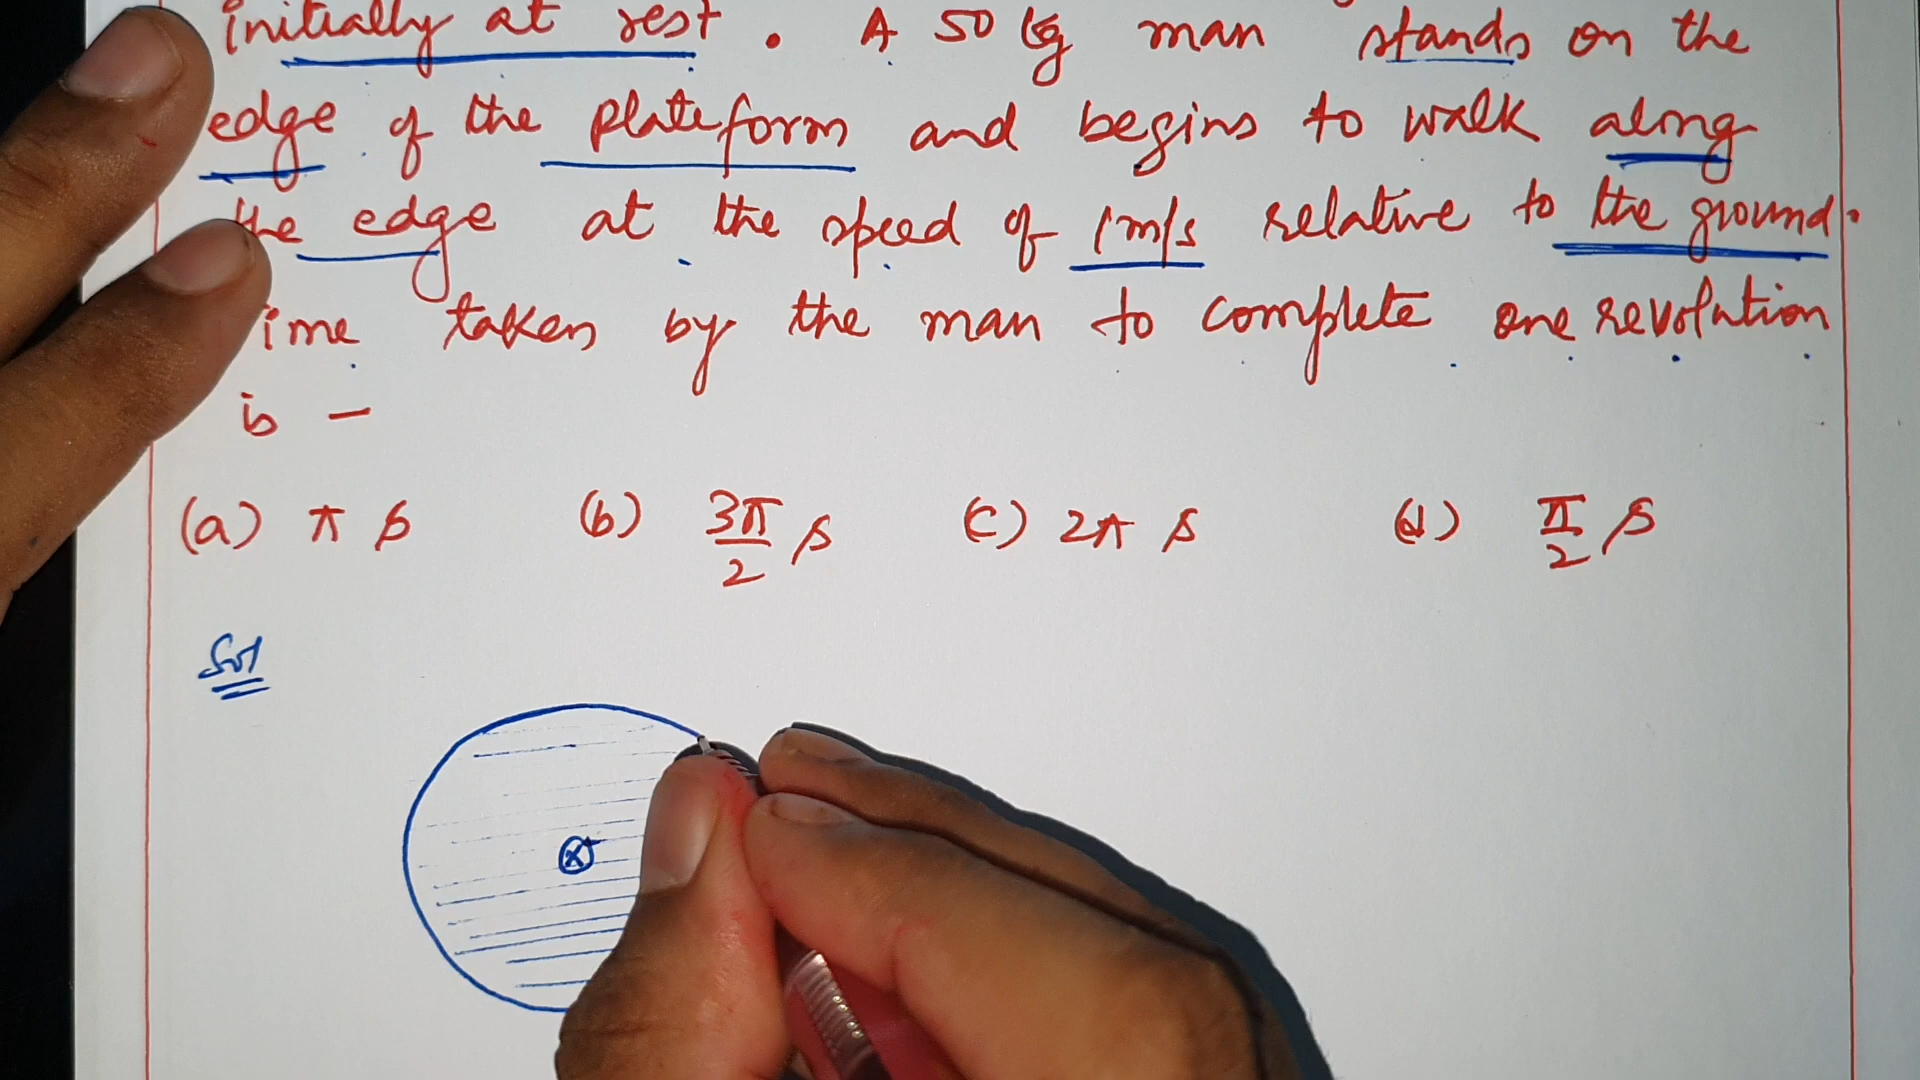 initially at rest. A 50 kg man stands on the
edge of the plateform and begins to walk along
the edge at the speed of 1m/s relative to the ground.
ime taken by the man to complete one revolution
is -
(a) π s (b) 3π/2 s (c) 2π s (d) π/2 s
Sol